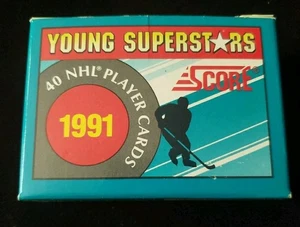 YOUNG SUPERSTARS
SCORE
40 NHL® PLAYER CARDS
1991